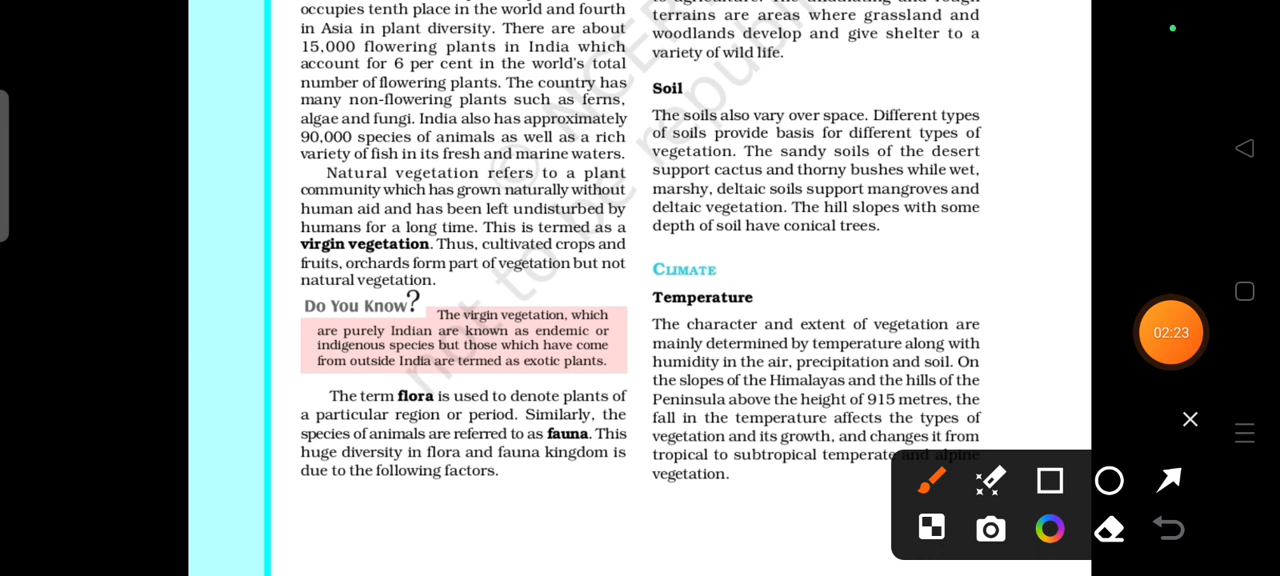 occupies tenth place in the world and fourth
in Asia in plant diversity. There are about
15,000 flowering plants in India which
account for 6 per cent in the world's total
number of flowering plants. The country has
many non-flowering plants such as ferns,
algae and fungi. India also has approximately
90,000 species of animals as well as a rich
variety of fish in its fresh and marine waters.
Natural vegetation refers to a plant
community which has grown naturally without
human aid and has been left undisturbed by
humans for a long time. This is termed as a
virgin vegetation. Thus, cultivated crops and
fruits, orchards form part of vegetation but not
natural vegetation.
Do You Know?
The virgin vegetation, which
are purely Indian are known as endemic or
indigenous species but those which have come
from outside India are termed as exotic plants.
The term flora is used to denote plants of
a particular region or period. Similarly, the
species of animals are referred to as fauna. This
huge diversity in flora and fauna kingdom is
due to the following factors.
terrains are areas where grassland and
woodlands develop and give shelter to a
variety of wild life.
Soil
The soils also vary over space. Different types
of soils provide basis for different types of
vegetation. The sandy soils of the desert
support cactus and thorny bushes while wet,
marshy, deltaic soils support mangroves and
deltaic vegetation. The hill slopes with some
depth of soil have conical trees.
CLIMATE
Temperature
The character and extent of vegetation are
mainly determined by temperature along with
humidity in the air, precipitation and soil. On
the slopes of the Himalayas and the hills of the
Peninsula above the height of 915 metres, the
fall in the temperature affects the types of
vegetation and its growth, and changes it from
tropical to subtropical temperate and alpine
vegetation.
© NCER
not to be republi
02:23